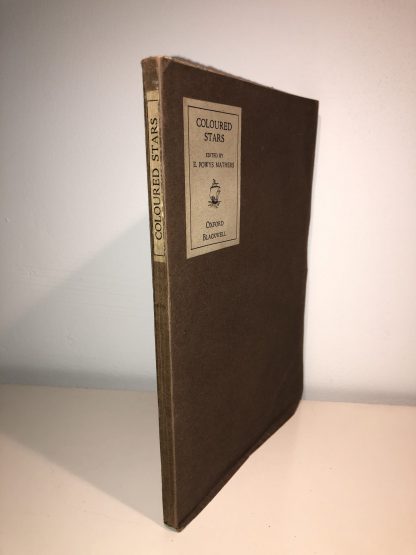 COLOURED STARS
COLOURED
STARS
EDITED BY
E. POWYS MATHERS
OXFORD
BLACKWELL